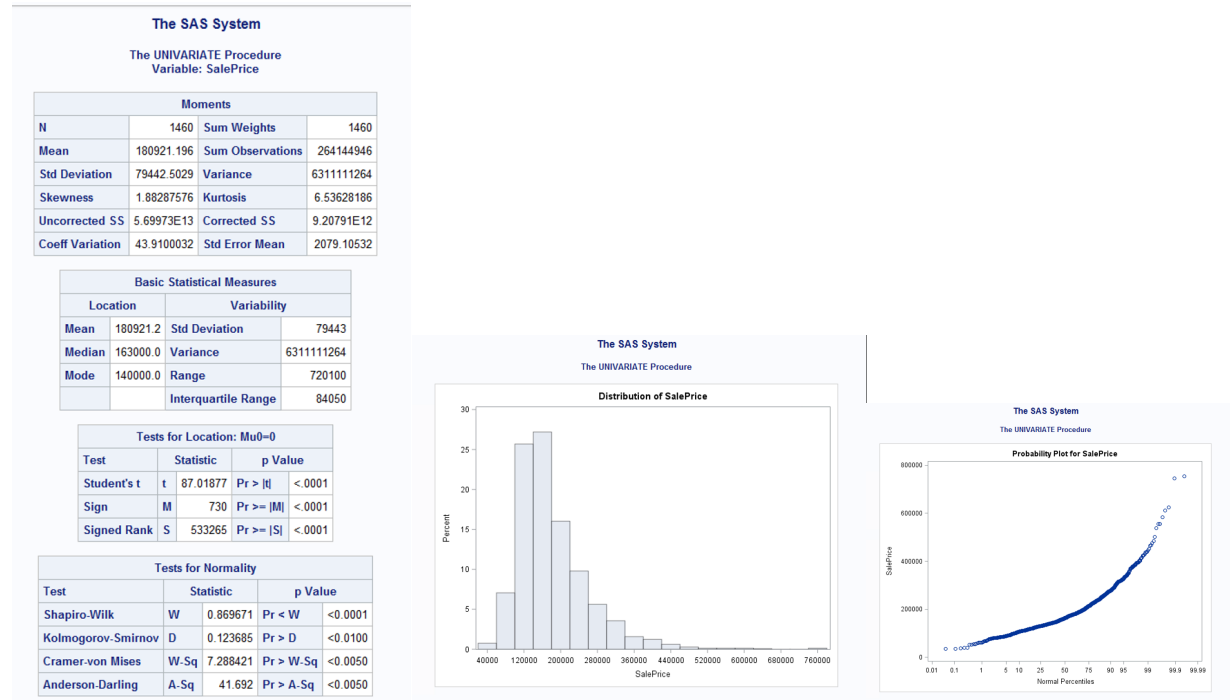 The SAS System
The UNIVARIATE Procedure
Variable: SalePrice
Moments
N 1460 Sum Weights 1460
Mean 180921.196 Sum Observations 264144946
Std Deviation 79442.5029 Variance 6311111264
Skewness 1.88287576 Kurtosis 6.53628186
Uncorrected SS 5.69973E13 Corrected SS 9.20791E12
Coeff Variation 43.9100032 Std Error Mean 2079.10532
Basic Statistical Measures
Location Variability
Mean 180921.2 Std Deviation 79443
Median 163000.0 Variance 6311111264
Mode 140000.0 Range 720100
Interquartile Range 84050
Tests for Location: Mu0=0
Test Statistic p Value
Student's t t 87.01877 Pr > |t| <.0001
Sign M 730 Pr >= |M| <.0001
Signed Rank S 533265 Pr >= |S| <.0001
Tests for Normality
Test Statistic p Value
Shapiro-Wilk W 0.869671 Pr < W <0.0001
Kolmogorov-Smirnov D 0.123685 Pr > D <0.0100
Cramer-von Mises W-Sq 7.288421 Pr > W-Sq <0.0050
Anderson-Darling A-Sq 41.692 Pr > A-Sq <0.0050
The SAS System
The UNIVARIATE Procedure
Distribution of SalePrice
30
25
20
15
10
5
0
Percent
40000 120000 200000 280000 360000 440000 520000 600000 680000 760000
SalePrice
The SAS System
The UNIVARIATE Procedure
Probability Plot for SalePrice
800000
600000
400000
200000
0
SalePrice
0.01 0.1 1 5 10 25 50 75 90 95 99 99.9 99.99
Normal Percentiles